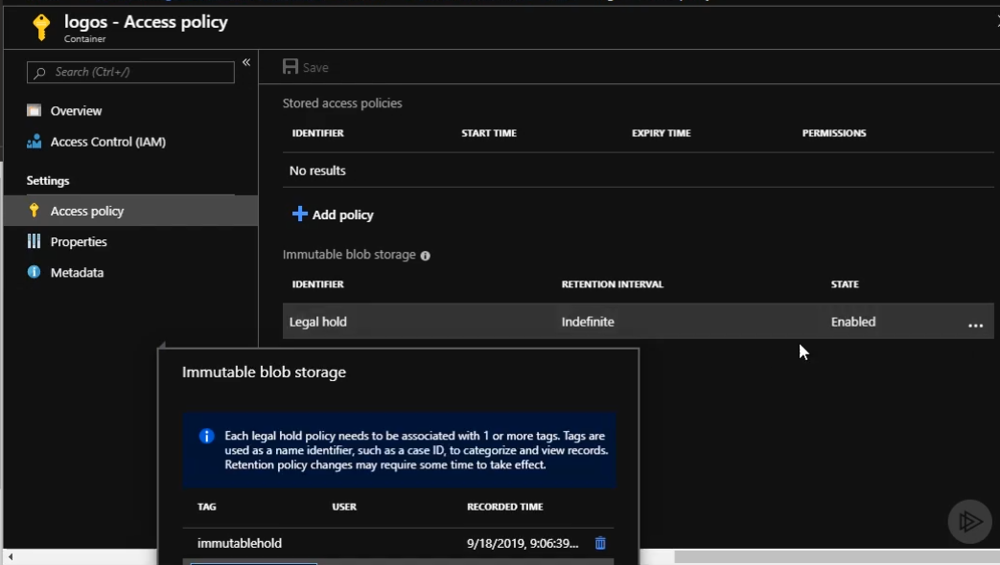 logos - Access policy
Container
Search (Ctrl+/)
«
Overview
Access Control (IAM)
Settings
Access policy
Properties
Metadata
Save
Stored access policies
IDENTIFIER START TIME EXPIRY TIME PERMISSIONS
No results
Add policy
Immutable blob storage
IDENTIFIER RETENTION INTERVAL STATE
Legal hold Indefinite Enabled ...
Immutable blob storage
Each legal hold policy needs to be associated with 1 or more tags. Tags are
used as a name identifier, such as a case ID, to categorize and view records.
Retention policy changes may require some time to take effect.
TAG USER RECORDED TIME
immutablehold 9/18/2019, 9:06:39...